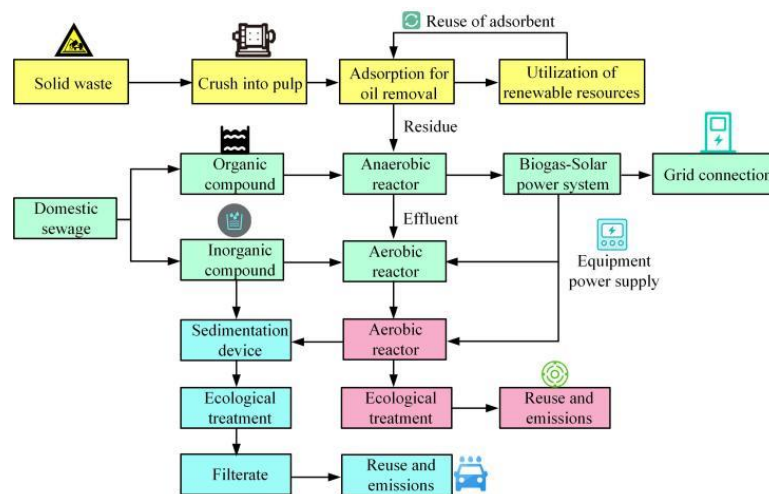 Reuse of adsorbent
Solid waste
Crush into pulp
Adsorption for
oil removal
Utilization of
renewable resources
Residue
Organic
compound
Anaerobic
reactor
Biogas-Solar
power system
Grid connection
Domestic
sewage
Effluent
Inorganic
compound
Aerobic
reactor
Equipment
power supply
Sedimentation
device
Aerobic
reactor
Ecological
treatment
Ecological
treatment
Reuse and
emissions
Filterate
Reuse and
emissions